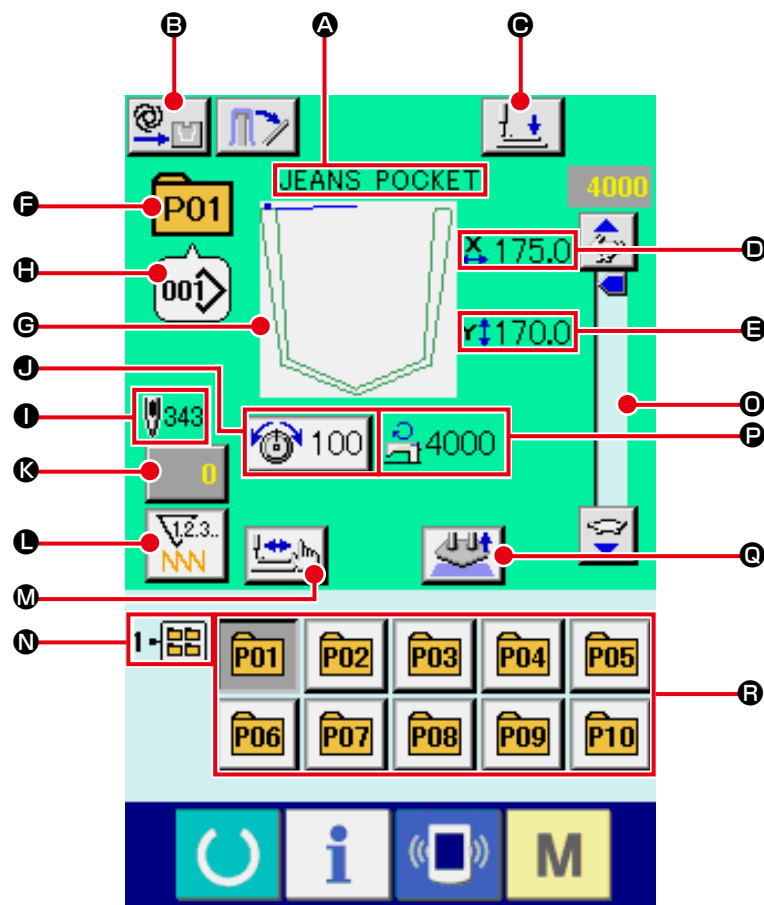 B A C
JEANS POCKET
4000
F P01
X 175.0 D
H 001
G Y 170.0 E
J
I 343 O
100 4000 P
K 0
L 1.2.3..
M Q
N 1
P01 P02 P03 P04 P05
R
P06 P07 P08 P09 P10
i M